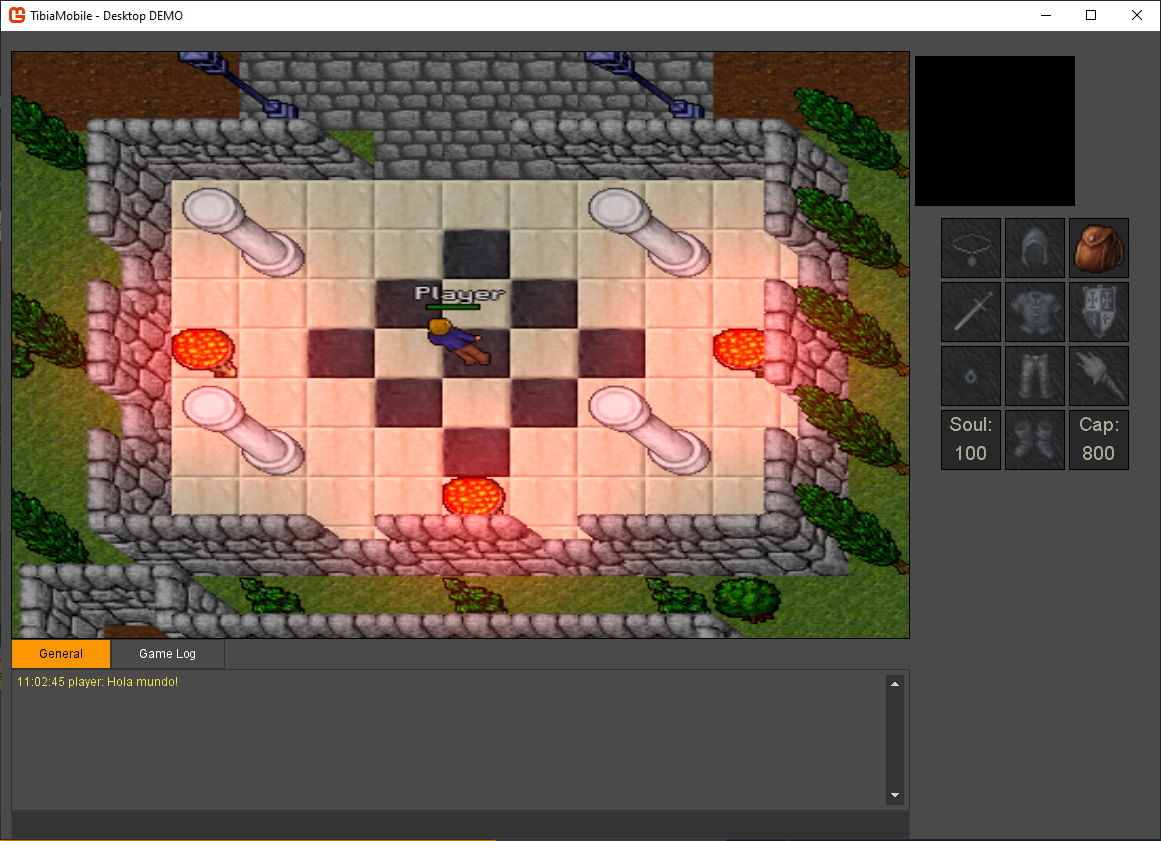 TibiaMobile - Desktop DEMO
Player
Soul:
100
Cap:
800
General
Game Log
11:02:45 player: Hola mundo!